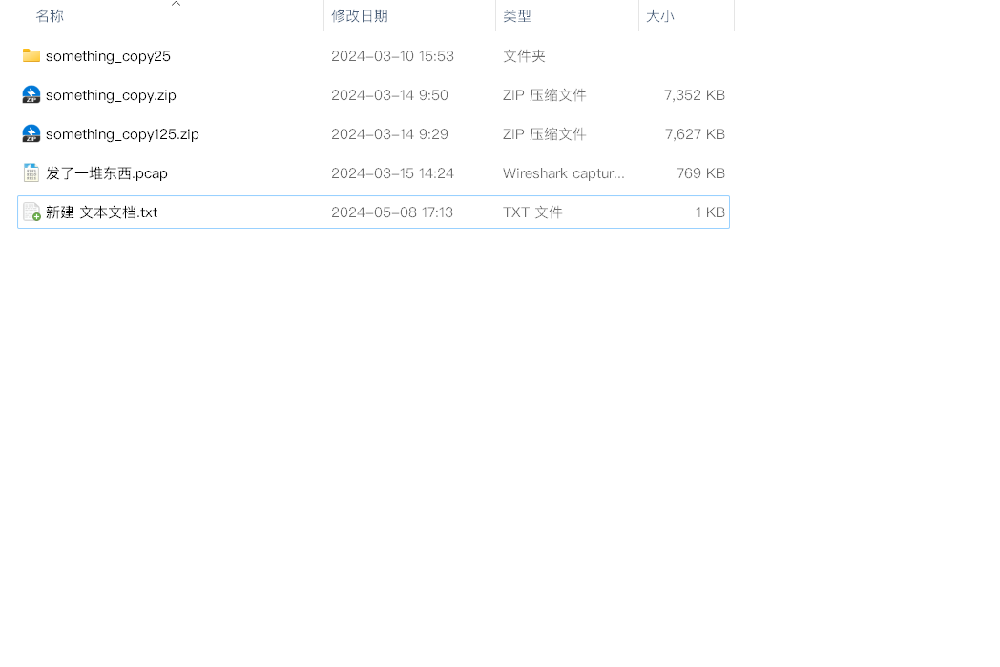 名称 修改日期 类型 大小
something_copy25 2024-03-10 15:53 文件夹
something_copy.zip 2024-03-14 9:50 ZIP 压缩文件 7,352 KB
something_copy125.zip 2024-03-14 9:29 ZIP 压缩文件 7,627 KB
发了一堆东西.pcap 2024-03-15 14:24 Wireshark captur... 769 KB
新建 文本文档.txt 2024-05-08 17:13 TXT 文件 1 KB